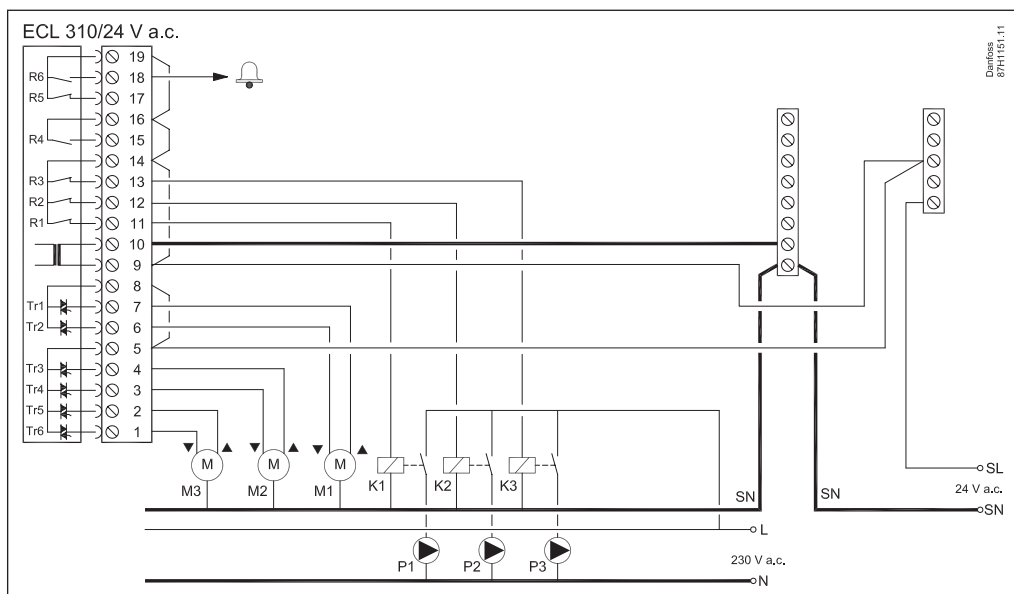 ECL 310/24 V a.c.
Danfoss
87H1151.11
19
R6 18
R5 17
16
R4 15
14
R3 13
R2 12
R1 11
10
9
8
Tr1 7
Tr2 6
5
Tr3 4
Tr4 3
Tr5 2
Tr6 1
M M M
M3 M2 M1 K1 K2 K3
SL
24 V a.c.
SN SN SN
L
P1 P2 P3
230 V a.c.
N